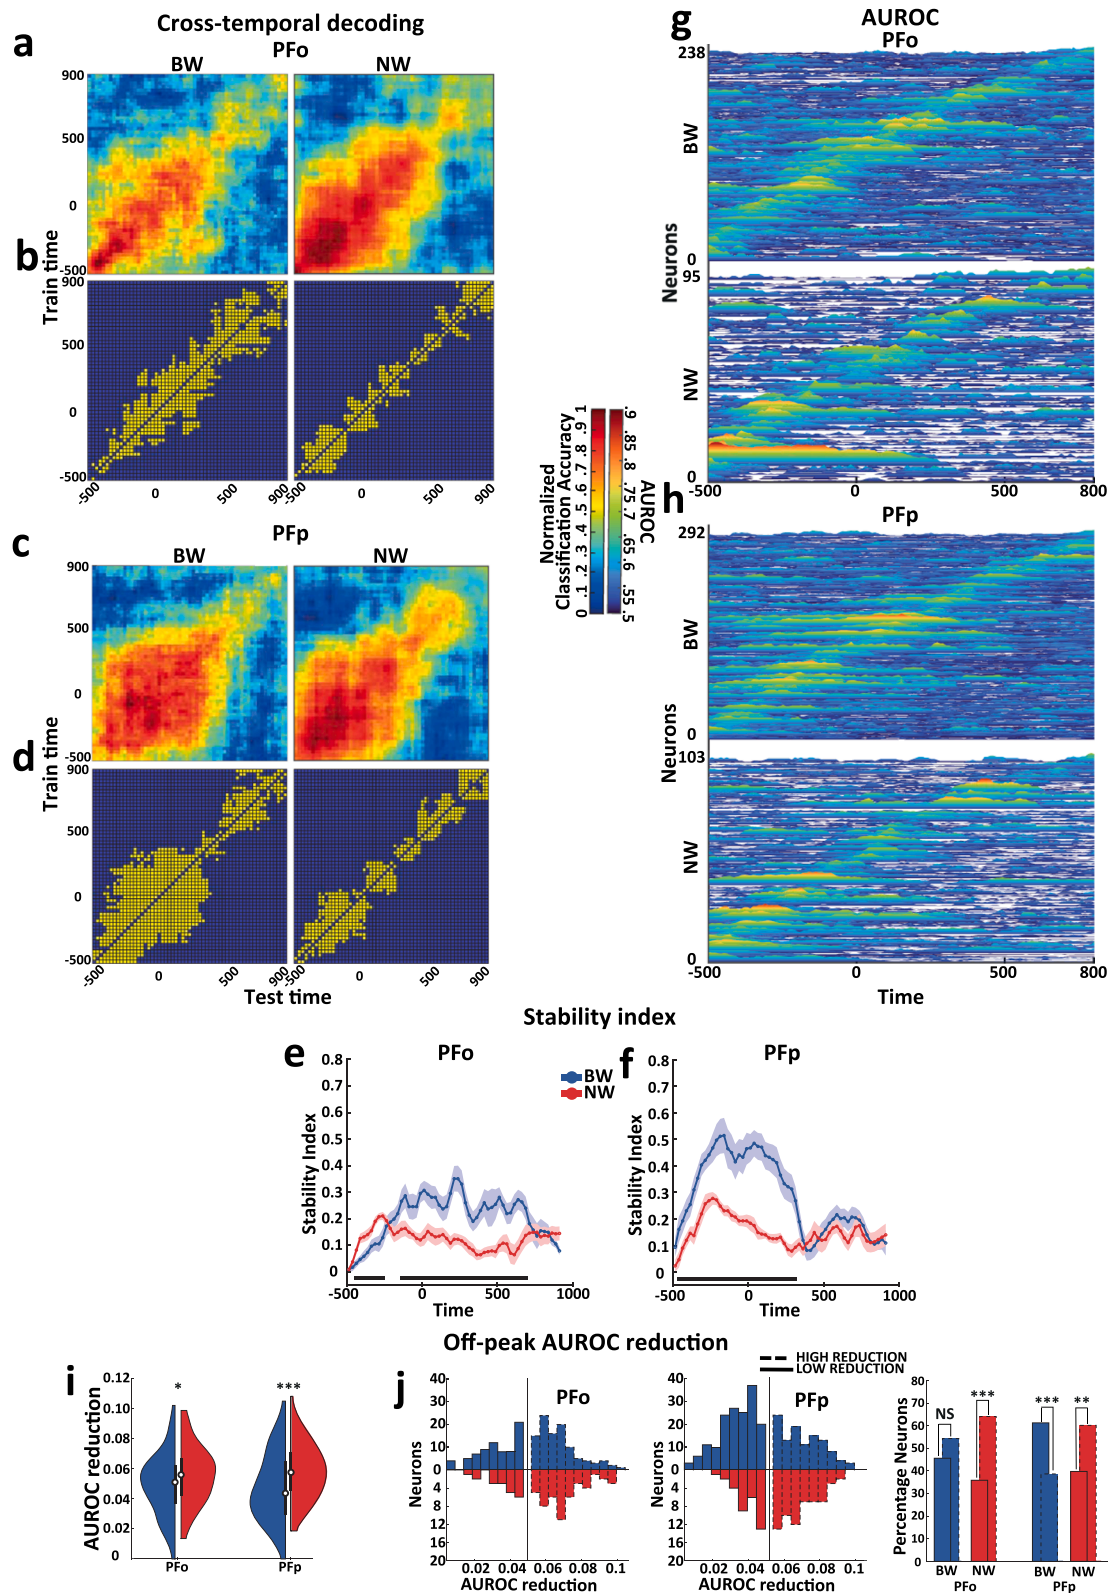 Cross-temporal decoding
a
PFo
BW
NW
900
500
0
-500
b
Train time
900
500
0
-500
-500
0
500
900
-500
0
500
900
c
PFp
BW
NW
900
500
0
-500
d
Train time
900
500
0
-500
-500
0
500
900
-500
0
500
900
Test time
Normalized
Classification Accuracy
0 .1 .2 .3 .4 .5 .6 .7 .8 .9 1
AUROC
.5 .55 .6 .65 .7 .75 .8 .85 .9
g
AUROC
PFo
238
BW
0
Neurons
95
NW
0
-500
0
500
800
h
PFp
292
BW
0
Neurons
103
NW
0
-500
0
500
800
Time
Stability index
e
PFo
0.8
0.7
0.6
0.5
0.4
0.3
0.2
0.1
0
Stability Index
-500
0
500
1000
Time
BW
NW
f
PFp
0.8
0.7
0.6
0.5
0.4
0.3
0.2
0.1
0
Stability Index
-500
0
500
1000
Time
Off-peak AUROC reduction
HIGH REDUCTION
LOW REDUCTION
i
0.12
0.10
0.08
0.06
0.04
0.02
0
AUROC reduction
*
***
PFo
PFp
j
PFo
40
30
20
10
0
5
10
15
20
Neurons
0.02 0.04 0.06 0.08 0.1
AUROC reduction
PFp
40
30
20
10
0
5
10
15
20
Neurons
0.02 0.04 0.06 0.08 0.1
AUROC reduction
80
70
60
50
40
30
20
10
0
Percentage Neurons
NS
***
***
**
BW NW BW NW
PFo PFp